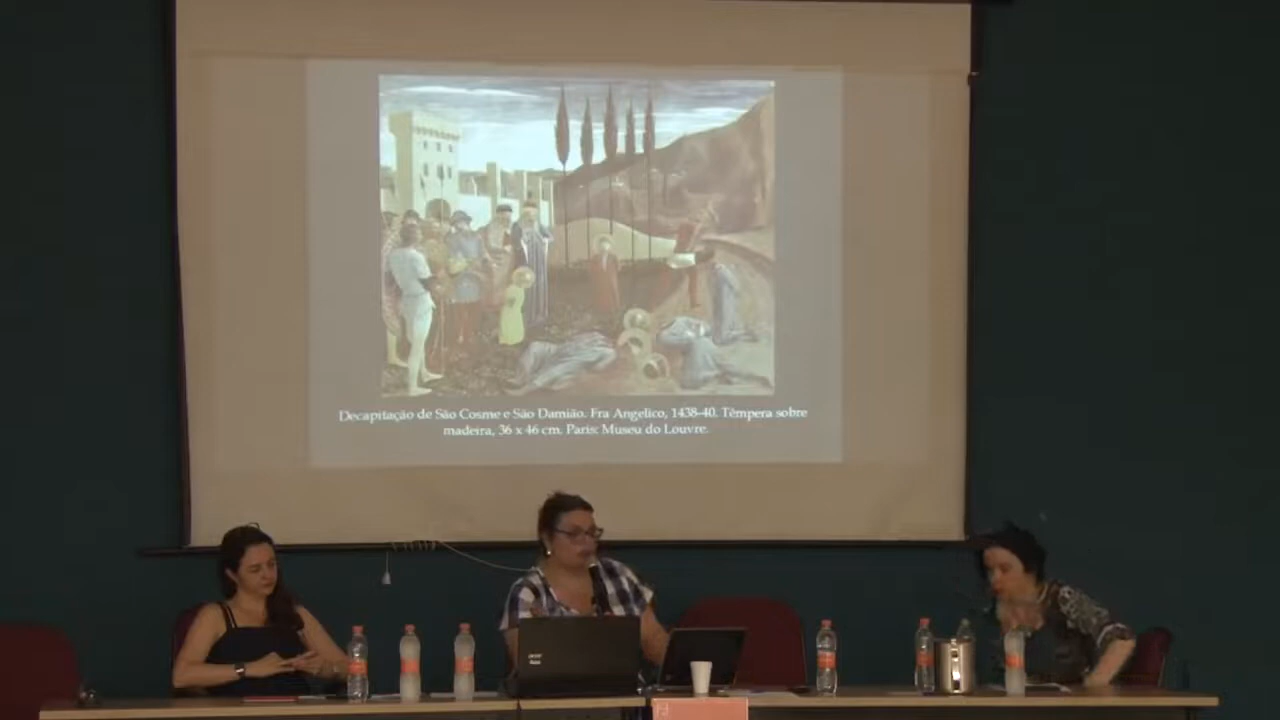 Decapitação de São Cosme e São Damião. Fra Angelico, 1438-40. Têmpera sobre
madeira, 36 x 46 cm. Paris: Museu do Louvre.
acer